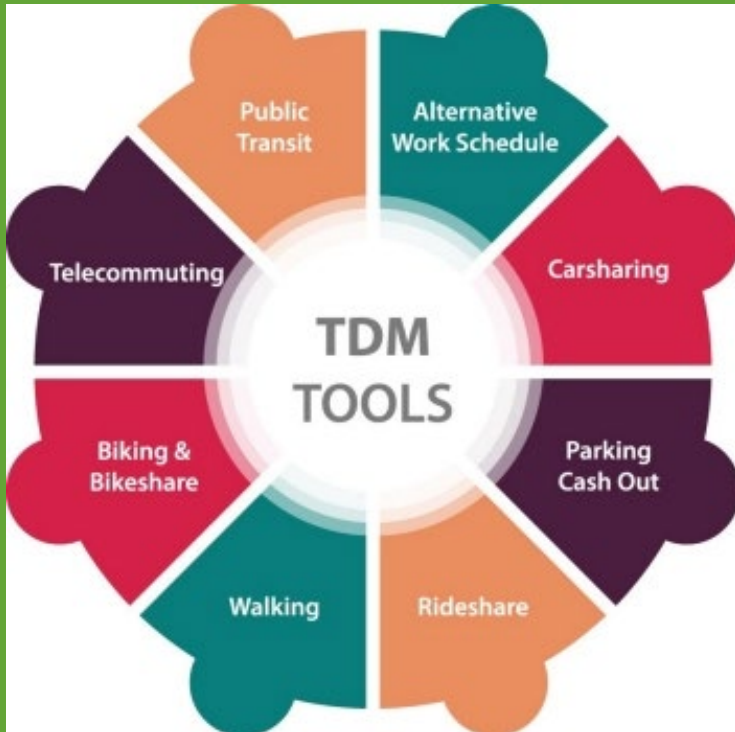 TDM
TOOLS
Public
Transit
Alternative
Work Schedule
Carsharing
Parking
Cash Out
Rideshare
Walking
Biking &
Bikeshare
Telecommuting